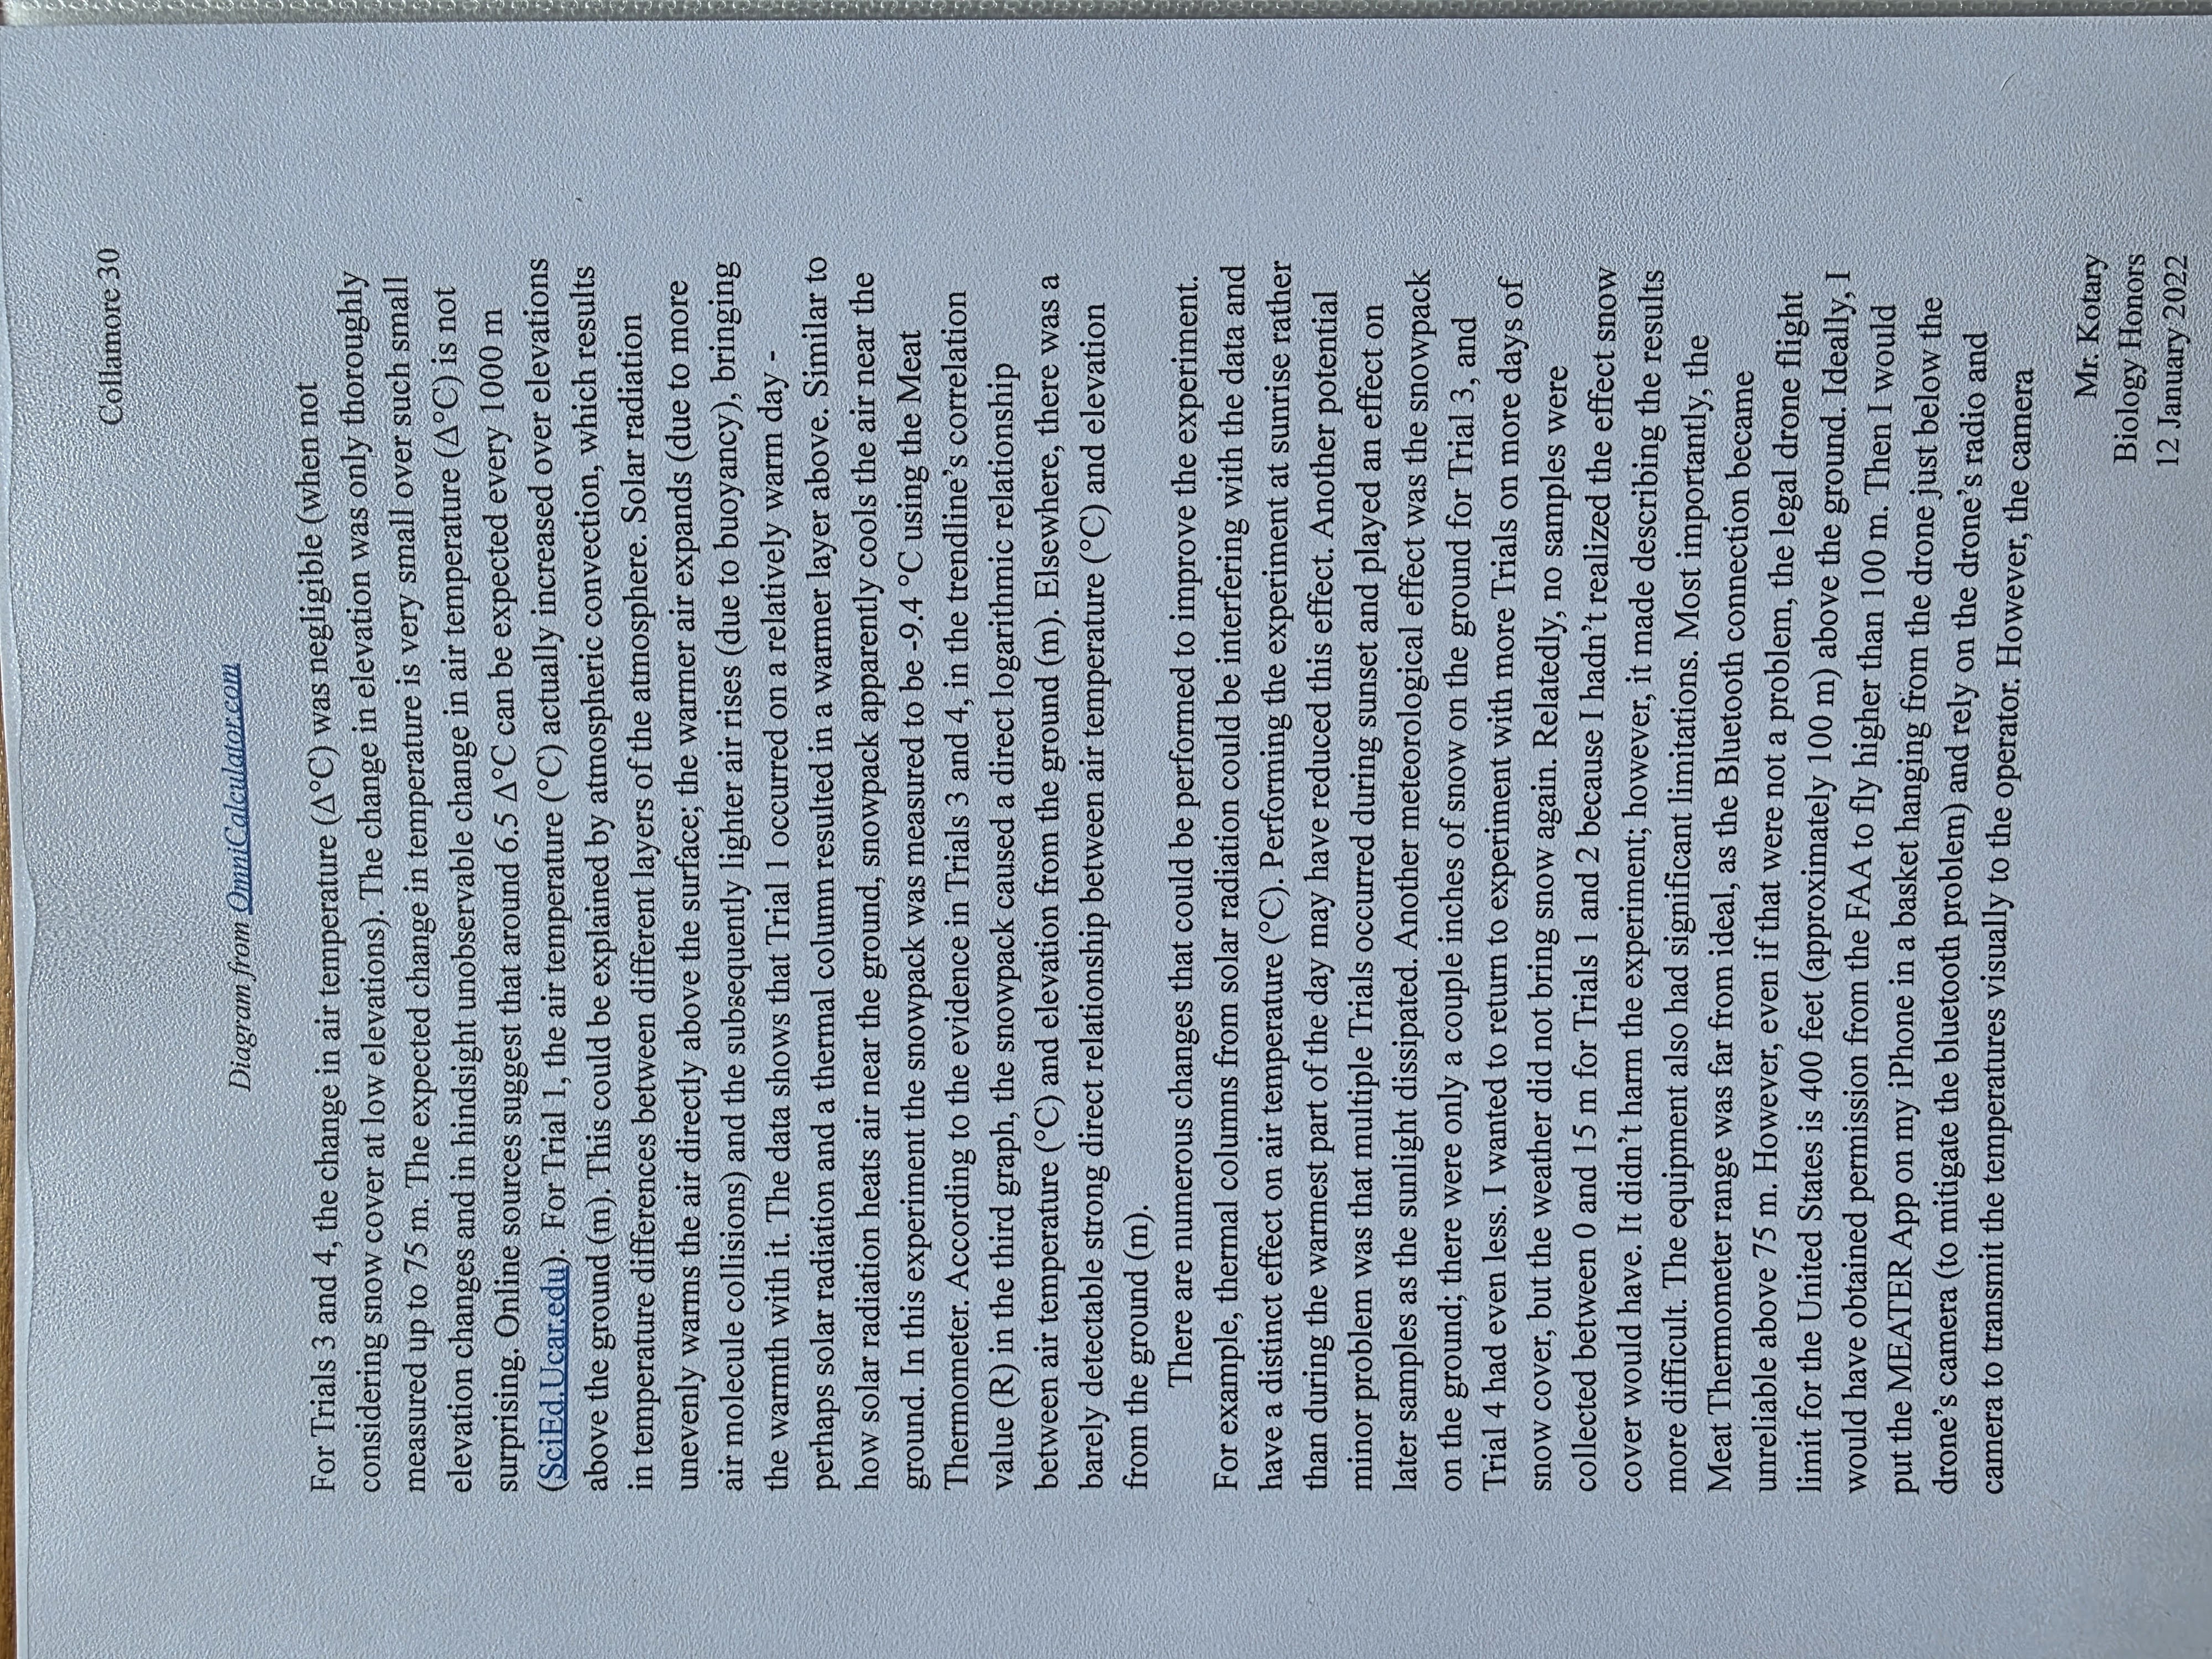 Collamore 30
Diagram from OmniCalculator.com
For Trials 3 and 4, the change in air temperature (Δ°C) was negligible (when not
considering snow cover at low elevations). The change in elevation was only thoroughly
measured up to 75 m. The expected change in temperature is very small over such small
elevation changes and in hindsight unobservable change in air temperature (Δ°C) is not
surprising. Online sources suggest that around 6.5 Δ°C can be expected every 1000 m
(SciEd.Ucar.edu).  For Trial 1, the air temperature (°C) actually increased over elevations
above the ground (m). This could be explained by atmospheric convection, which results
in temperature differences between different layers of the atmosphere. Solar radiation
unevenly warms the air directly above the surface; the warmer air expands (due to more
air molecule collisions) and the subsequently lighter air rises (due to buoyancy), bringing
the warmth with it. The data shows that Trial 1 occurred on a relatively warm day -
perhaps solar radiation and a thermal column resulted in a warmer layer above. Similar to
how solar radiation heats air near the ground, snowpack apparently cools the air near the
ground. In this experiment the snowpack was measured to be -9.4 °C using the Meat
Thermometer. According to the evidence in Trials 3 and 4, in the trendline's correlation
value (R) in the third graph, the snowpack caused a direct logarithmic relationship
between air temperature (°C) and elevation from the ground (m). Elsewhere, there was a
barely detectable strong direct relationship between air temperature (°C) and elevation
from the ground (m).
There are numerous changes that could be performed to improve the experiment.
For example, thermal columns from solar radiation could be interfering with the data and
have a distinct effect on air temperature (°C). Performing the experiment at sunrise rather
than during the warmest part of the day may have reduced this effect. Another potential
minor problem was that multiple Trials occurred during sunset and played an effect on
later samples as the sunlight dissipated. Another meteorological effect was the snowpack
on the ground; there were only a couple inches of snow on the ground for Trial 3, and
Trial 4 had even less. I wanted to return to experiment with more Trials on more days of
snow cover, but the weather did not bring snow again. Relatedly, no samples were
collected between 0 and 15 m for Trials 1 and 2 because I hadn't realized the effect snow
cover would have. It didn't harm the experiment; however, it made describing the results
more difficult. The equipment also had significant limitations. Most importantly, the
Meat Thermometer range was far from ideal, as the Bluetooth connection became
unreliable above 75 m. However, even if that were not a problem, the legal drone flight
limit for the United States is 400 feet (approximately 100 m) above the ground. Ideally, I
would have obtained permission from the FAA to fly higher than 100 m. Then I would
put the MEATER App on my iPhone in a basket hanging from the drone just below the
drone's camera (to mitigate the bluetooth problem) and rely on the drone's radio and
camera to transmit the temperatures visually to the operator. However, the camera
Mr. Kotary
Biology Honors
12 January 2022